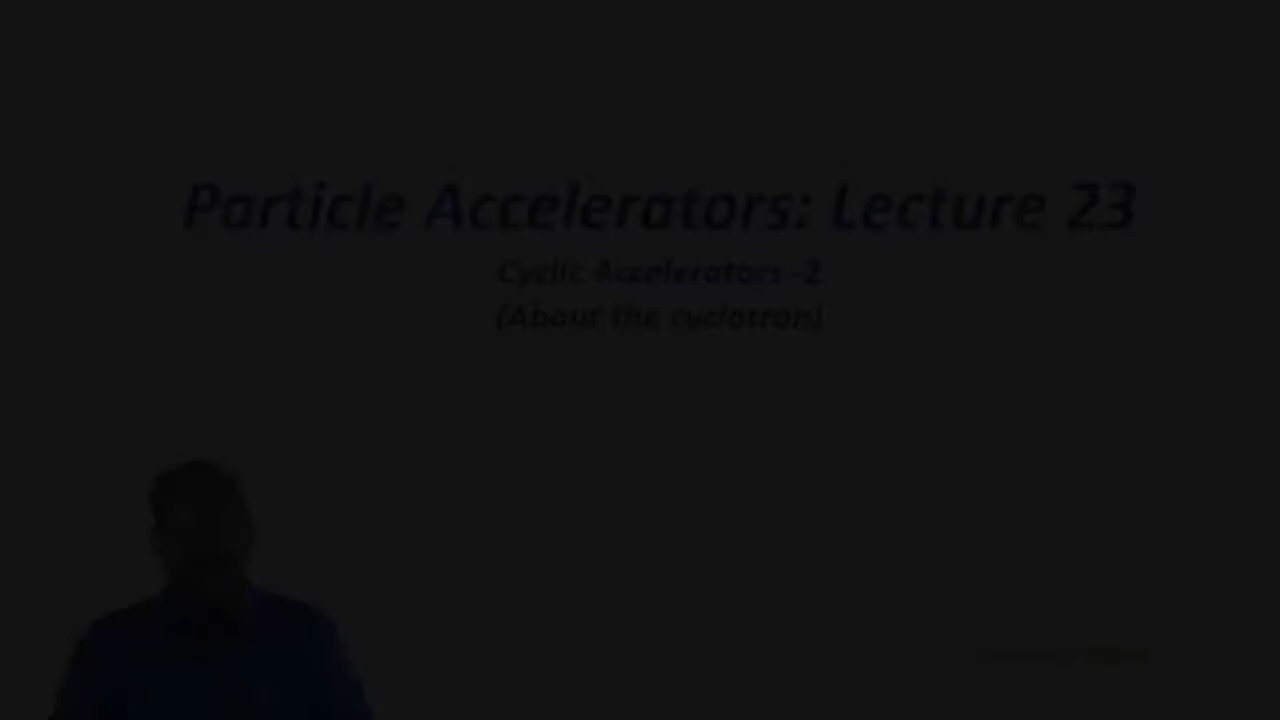 Particle Accelerators: Lecture 23
Cyclic Accelerators -2
(About the cyclotron)